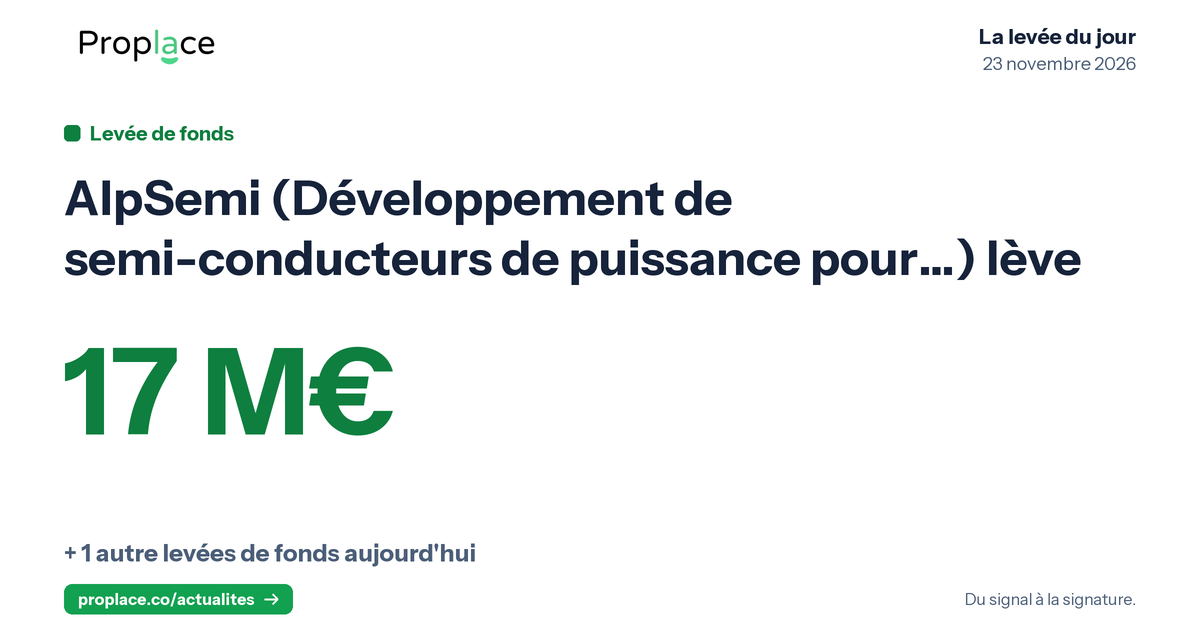 Proplace
La levée du jour
23 novembre 2026
Levée de fonds
AlpSemi (Développement de
semi-conducteurs de puissance pour...) lève
17 M€
+ 1 autre levées de fonds aujourd'hui
proplace.co/actualites →
Du signal à la signature.